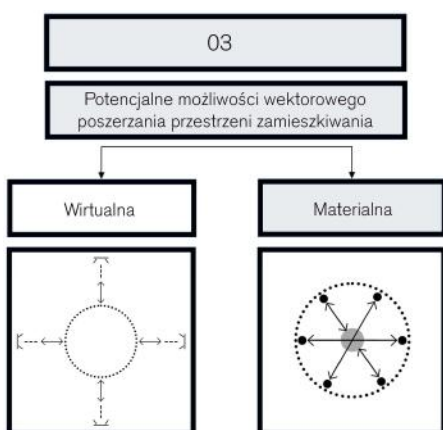 03
Potencjalne możliwości wektorowego
poszerzania przestrzeni zamieszkiwania
Wirtualna
Materialna